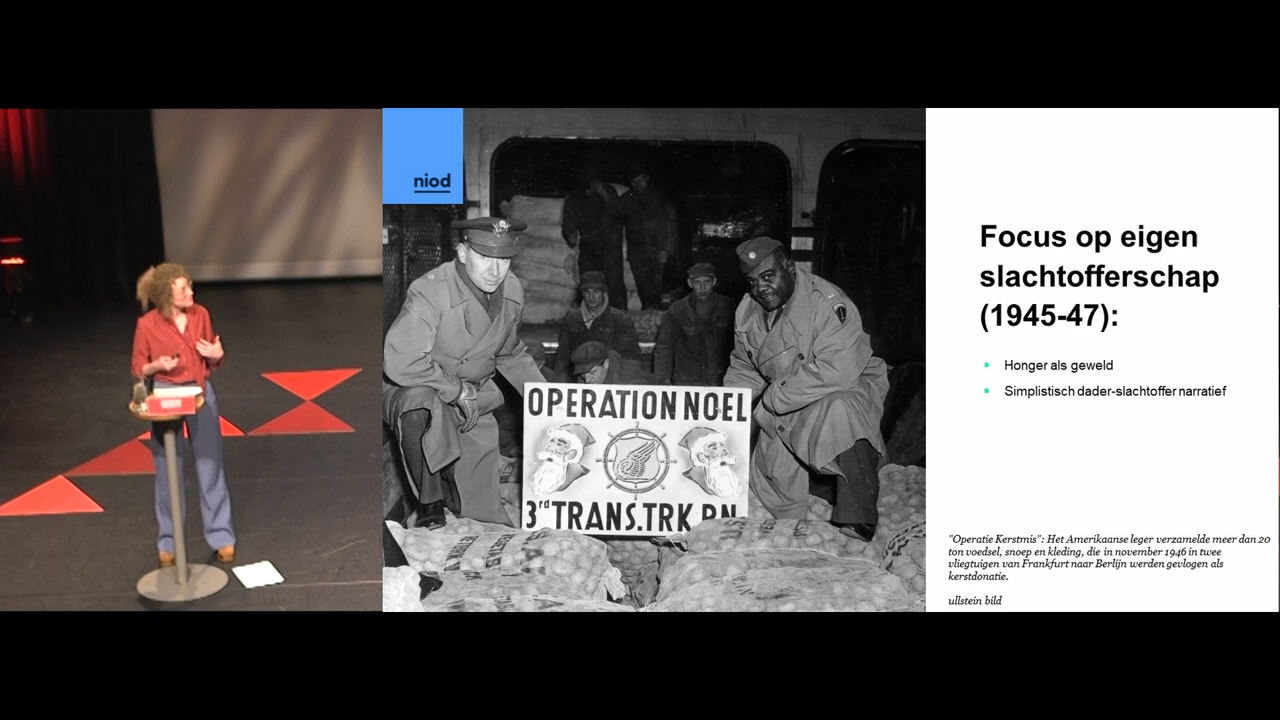 niod
OPERATION NOEL
3rd TRANS.TRK BN.
Focus op eigen
slachtofferschap
(1945-47):
Honger als geweld
Simplistisch dader-slachtoffer narratief
"Operatie Kerstmis": Het Amerikaanse leger verzamelde meer dan 20
ton voedsel, snoep en kleding, die in november 1946 in twee
vliegtuigen van Frankfurt naar Berlijn werden gevlogen als
kerstdonatie.
ullstein bild